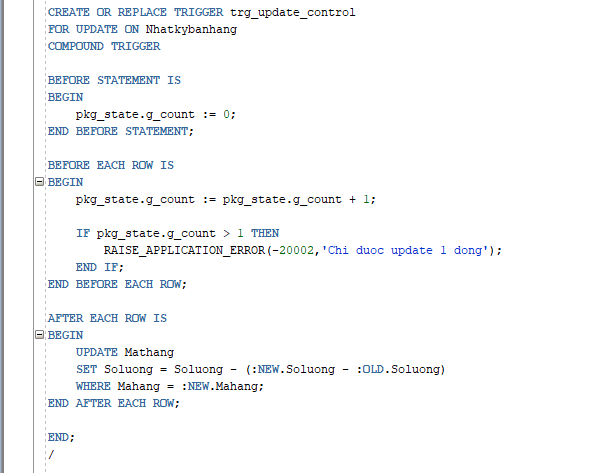 CREATE OR REPLACE TRIGGER trg_update_control
FOR UPDATE ON Nhatkybanhang
COMPOUND TRIGGER
BEFORE STATEMENT IS
BEGIN
    pkg_state.g_count := 0;
END BEFORE STATEMENT;
BEFORE EACH ROW IS
BEGIN
    pkg_state.g_count := pkg_state.g_count + 1;
    IF pkg_state.g_count > 1 THEN
        RAISE_APPLICATION_ERROR(-20002,'Chi duoc update 1 dong');
    END IF;
END BEFORE EACH ROW;
AFTER EACH ROW IS
BEGIN
    UPDATE Mathang
    SET Soluong = Soluong - (:NEW.Soluong - :OLD.Soluong)
    WHERE Mahang = :NEW.Mahang;
END AFTER EACH ROW;
END;
/